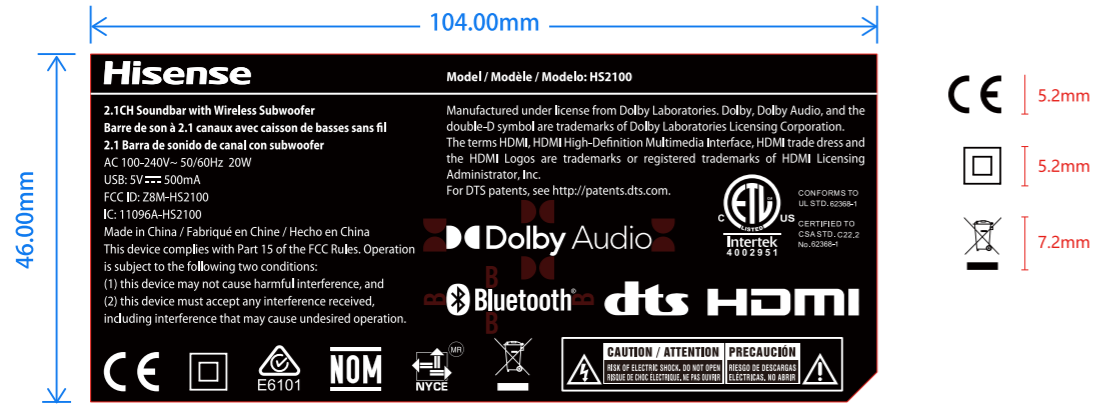 104.00mm
46.00mm
Hisense
Model / Modèle / Modelo: HS2100
2.1CH Soundbar with Wireless Subwoofer
Barre de son à 2.1 canaux avec caisson de basses sans fil
2.1 Barra de sonido de canal con subwoofer
AC 100-240V~ 50/60Hz 20W
USB: 5V⎓500mA
FCC ID: Z8M-HS2100
IC: 11096A-HS2100
Made in China / Fabriqué en Chine / Hecho en China
This device complies with Part 15 of the FCC Rules. Operation
is subject to the following two conditions:
(1) this device may not cause harmful interference, and
(2) this device must accept any interference received,
including interference that may cause undesired operation.
Manufactured under license from Dolby Laboratories. Dolby, Dolby Audio, and the
double-D symbol are trademarks of Dolby Laboratories Licensing Corporation.
The terms HDMI, HDMI High-Definition Multimedia Interface, HDMI trade dress and
the HDMI Logos are trademarks or registered trademarks of HDMI Licensing
Administrator, Inc.
For DTS patents, see http://patents.dts.com.
Dolby Audio
C ETL US
LISTED
Intertek
4002951
CONFORMS TO
UL STD. 62368-1
CERTIFIED TO
CSA STD. C22.2
No.62368-1
B
B Bluetooth® B
B
dts
HDMI
CE
E6101
NOM
NYCE
MR
CAUTION / ATTENTION
RISK OF ELECTRIC SHOCK. DO NOT OPEN
RISQUE DE CHOC ÉLECTRIQUE, NE PAS OUVRIR
PRECAUCIÓN
RIESGO DE DESCARGAS
ELÉCTRICAS, NO ABRIR
CE
5.2mm
5.2mm
7.2mm